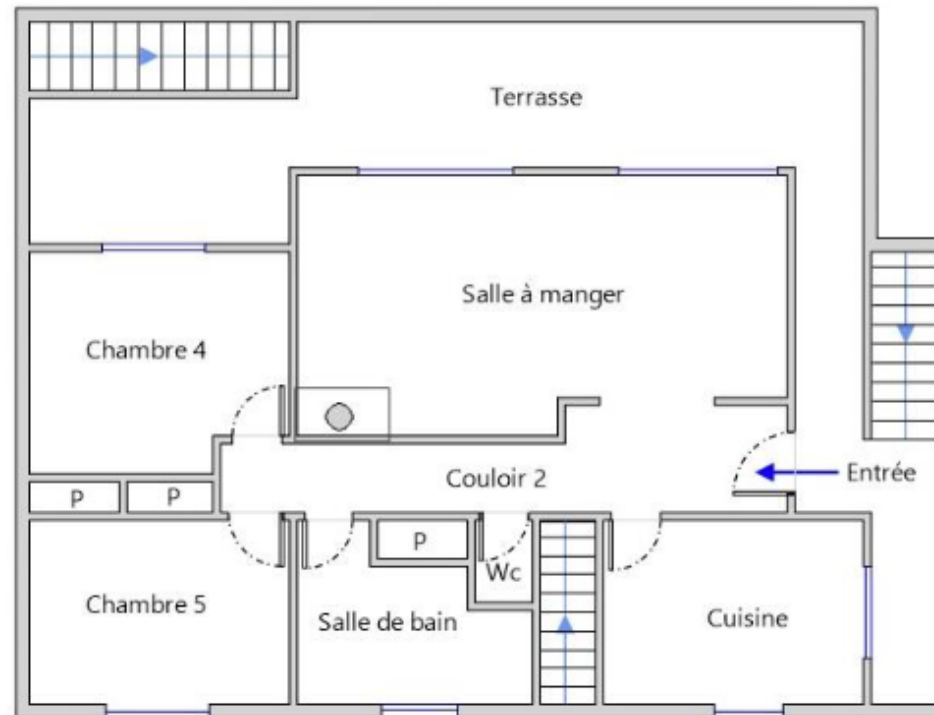 Terrasse
Salle à manger
Chambre 4
Couloir 2
Entrée
P
P
P
Wc
Chambre 5
Salle de bain
Cuisine